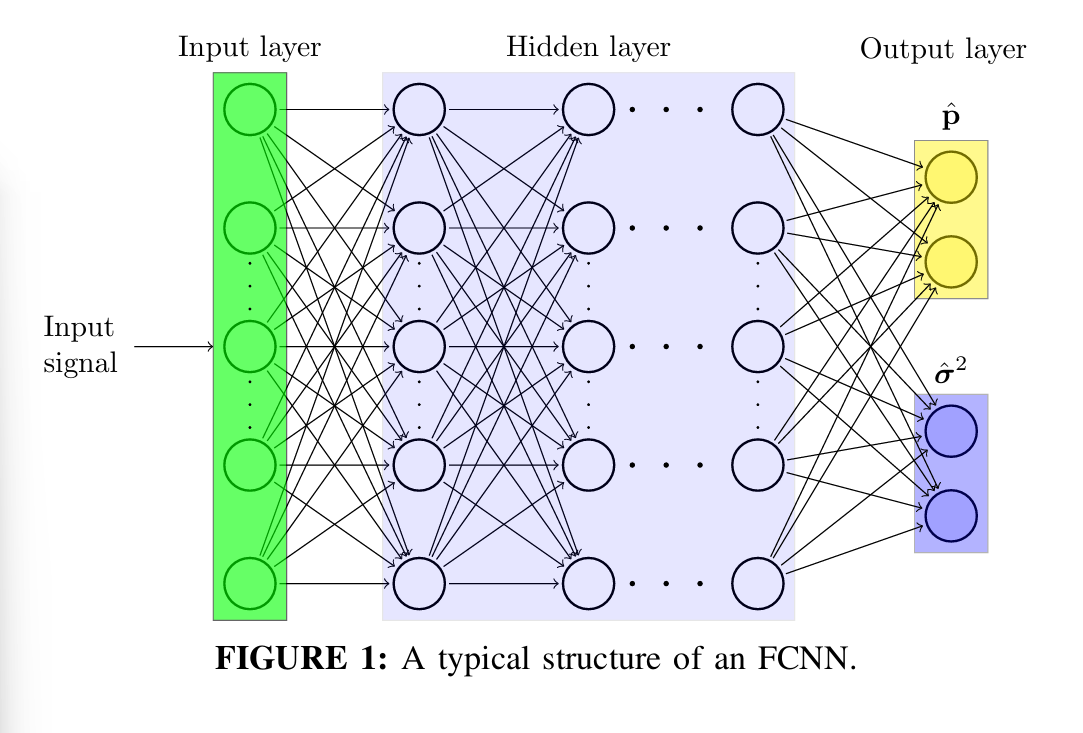 Input layer
Hidden layer
Output layer
p̂
Input
signal
σ̂²
FIGURE 1: A typical structure of an FCNN.